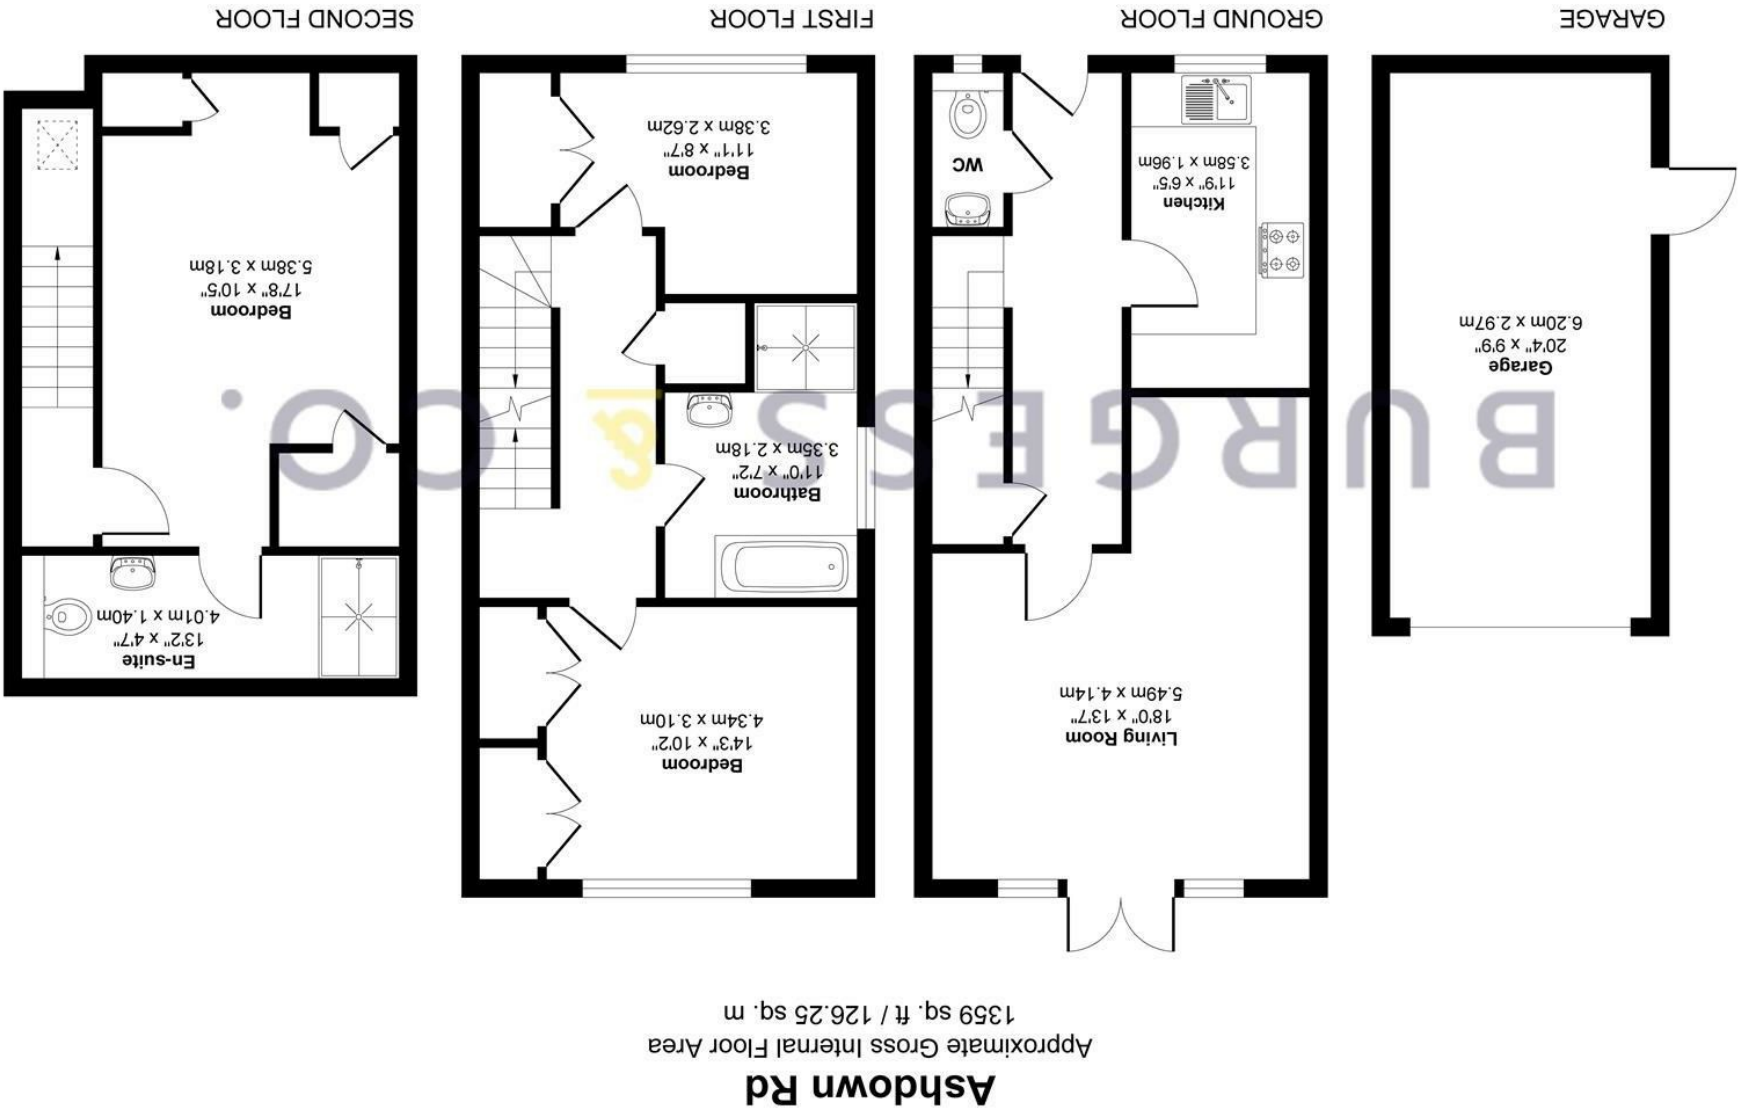 Ashdown Rd
Approximate Gross Internal Floor Area
1359 sq. ft / 126.25 sq. m
Living Room
18'0" x 13'7"
5.49m x 4.14m
Bedroom
14'3" x 10'2"
4.34m x 3.10m
En-suite
13'2" x 4'7"
4.01m x 1.40m
BURGESS & CO.
Garage
20'4" x 9'9"
6.20m x 2.97m
Bathroom
11'0" x 7'2"
3.35m x 2.18m
Bedroom
17'8" x 10'5"
5.38m x 3.18m
Kitchen
11'9" x 6'5"
3.58m x 1.96m
WC
Bedroom
11'1" x 8'7"
3.38m x 2.62m
GARAGE
GROUND FLOOR
FIRST FLOOR
SECOND FLOOR